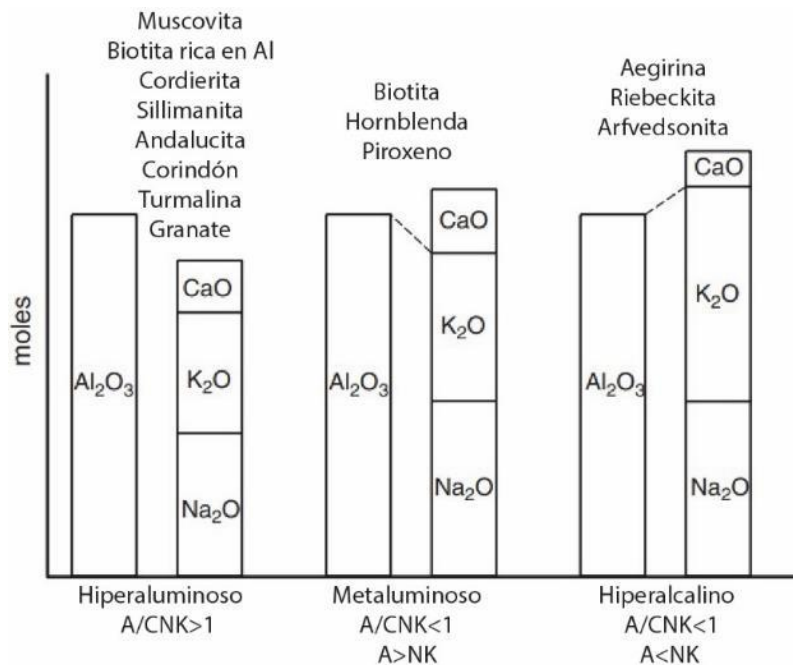 Muscovita
Biotita rica en Al
Cordierita
Sillimanita
Andalucita
Corindón
Turmalina
Granate
Biotita
Hornblenda
Piroxeno
Aegirina
Riebeckita
Arfvedsonita
moles
Al₂O₃
CaO
K₂O
Na₂O
Al₂O₃
CaO
K₂O
Na₂O
Al₂O₃
CaO
K₂O
Na₂O
Hiperaluminoso
A/CNK>1
Metaluminoso
A/CNK<1
A>NK
Hiperalcalino
A/CNK<1
A<NK